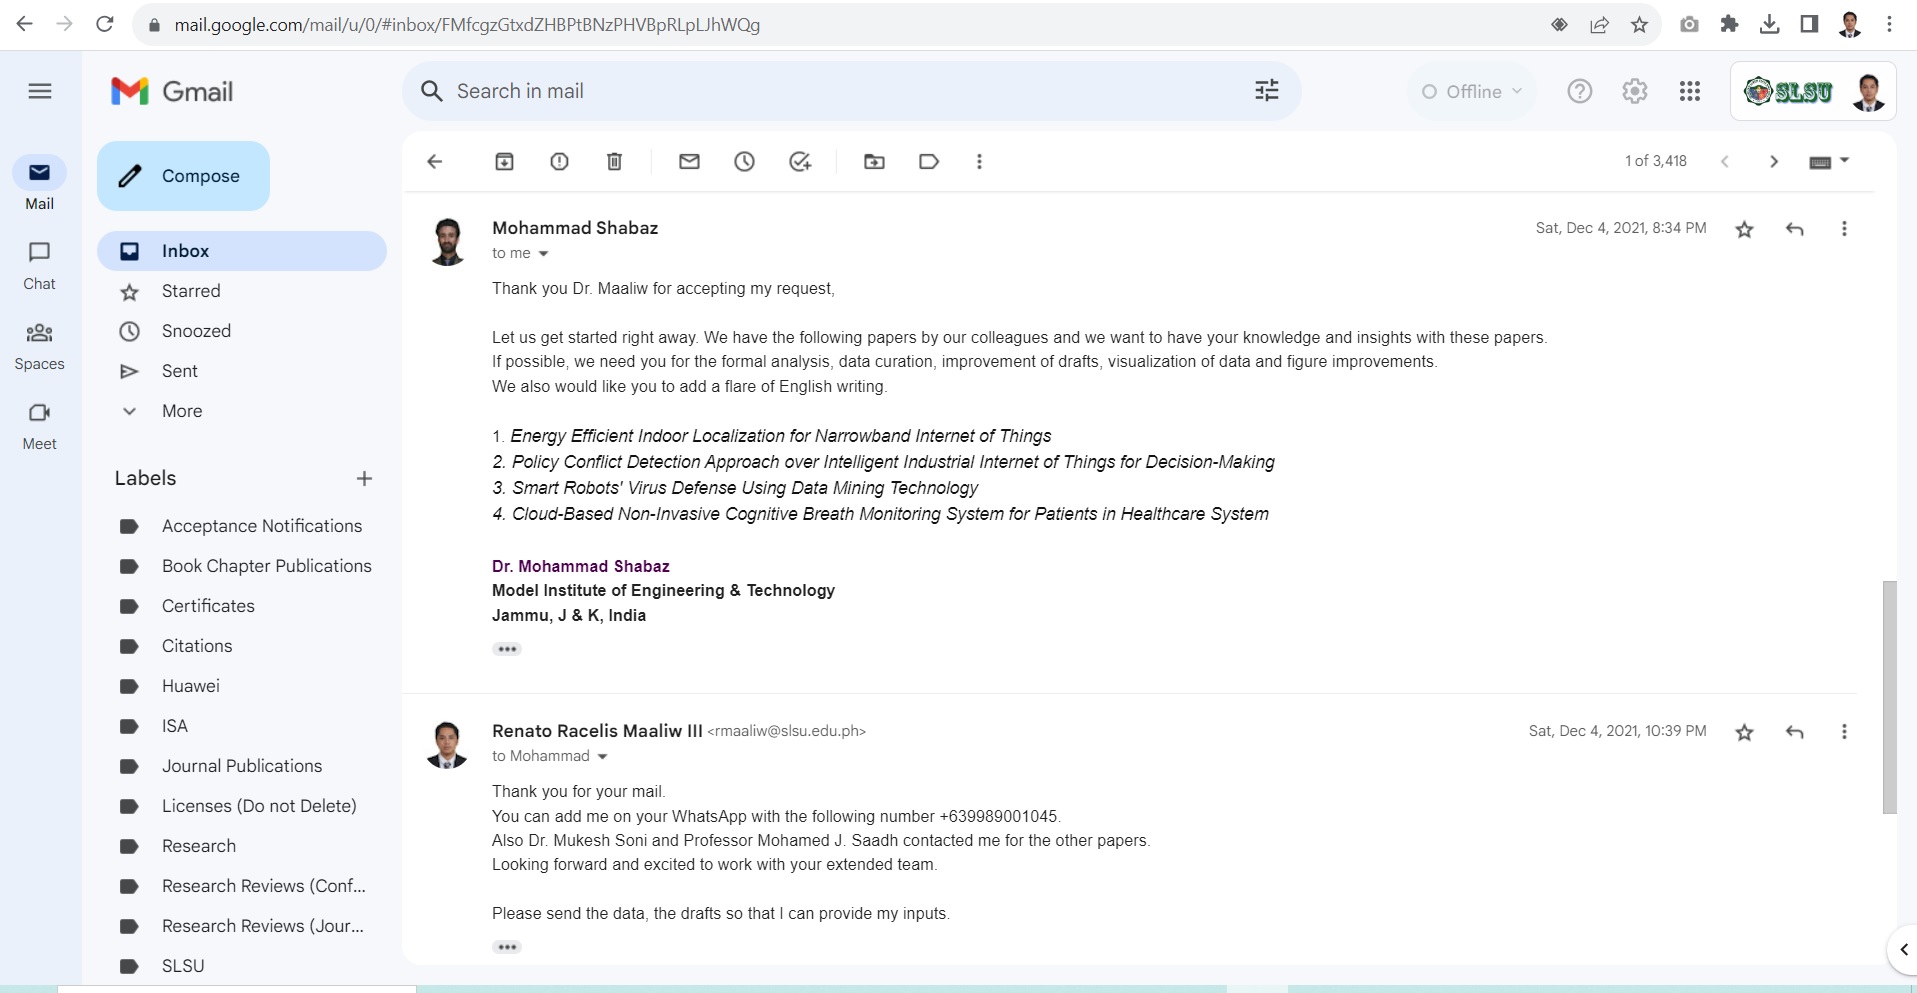 mail.google.com/mail/u/0/#inbox/FMfcgzGtxdZHBPtBNzPHVBpRLpLJhWQg
Gmail
Search in mail
Offline
SLSU
Compose
1 of 3,418
Mail
Chat
Spaces
Meet
Inbox
Starred
Snoozed
Sent
More
Labels
Acceptance Notifications
Book Chapter Publications
Certificates
Citations
Huawei
ISA
Journal Publications
Licenses (Do not Delete)
Research
Research Reviews (Conf...
Research Reviews (Jour...
SLSU
Mohammad Shabaz
Sat, Dec 4, 2021, 8:34 PM
to me
Thank you Dr. Maaliw for accepting my request,
Let us get started right away. We have the following papers by our colleagues and we want to have your knowledge and insights with these papers.
If possible, we need you for the formal analysis, data curation, improvement of drafts, visualization of data and figure improvements.
We also would like you to add a flare of English writing.
1. Energy Efficient Indoor Localization for Narrowband Internet of Things
2. Policy Conflict Detection Approach over Intelligent Industrial Internet of Things for Decision-Making
3. Smart Robots' Virus Defense Using Data Mining Technology
4. Cloud-Based Non-Invasive Cognitive Breath Monitoring System for Patients in Healthcare System
Dr. Mohammad Shabaz
Model Institute of Engineering & Technology
Jammu, J & K, India
Renato Racelis Maaliw III <rmaaliw@slsu.edu.ph>
Sat, Dec 4, 2021, 10:39 PM
to Mohammad
Thank you for your mail.
You can add me on your WhatsApp with the following number +639989001045.
Also Dr. Mukesh Soni and Professor Mohamed J. Saadh contacted me for the other papers.
Looking forward and excited to work with your extended team.
Please send the data, the drafts so that I can provide my inputs.